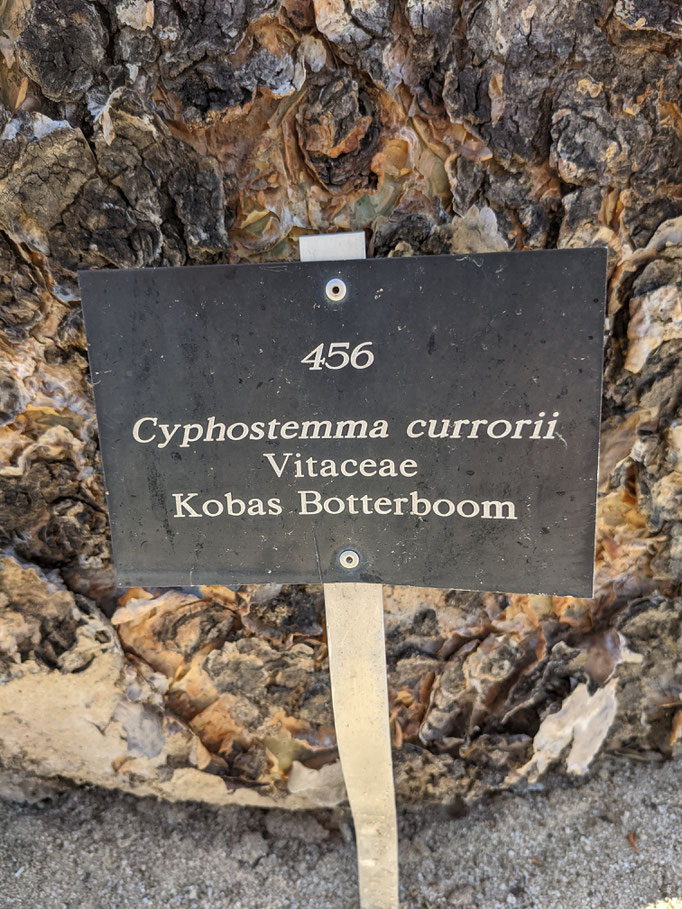 456
Cyphostemma currorii
Vitaceae
Kobas Botterboom